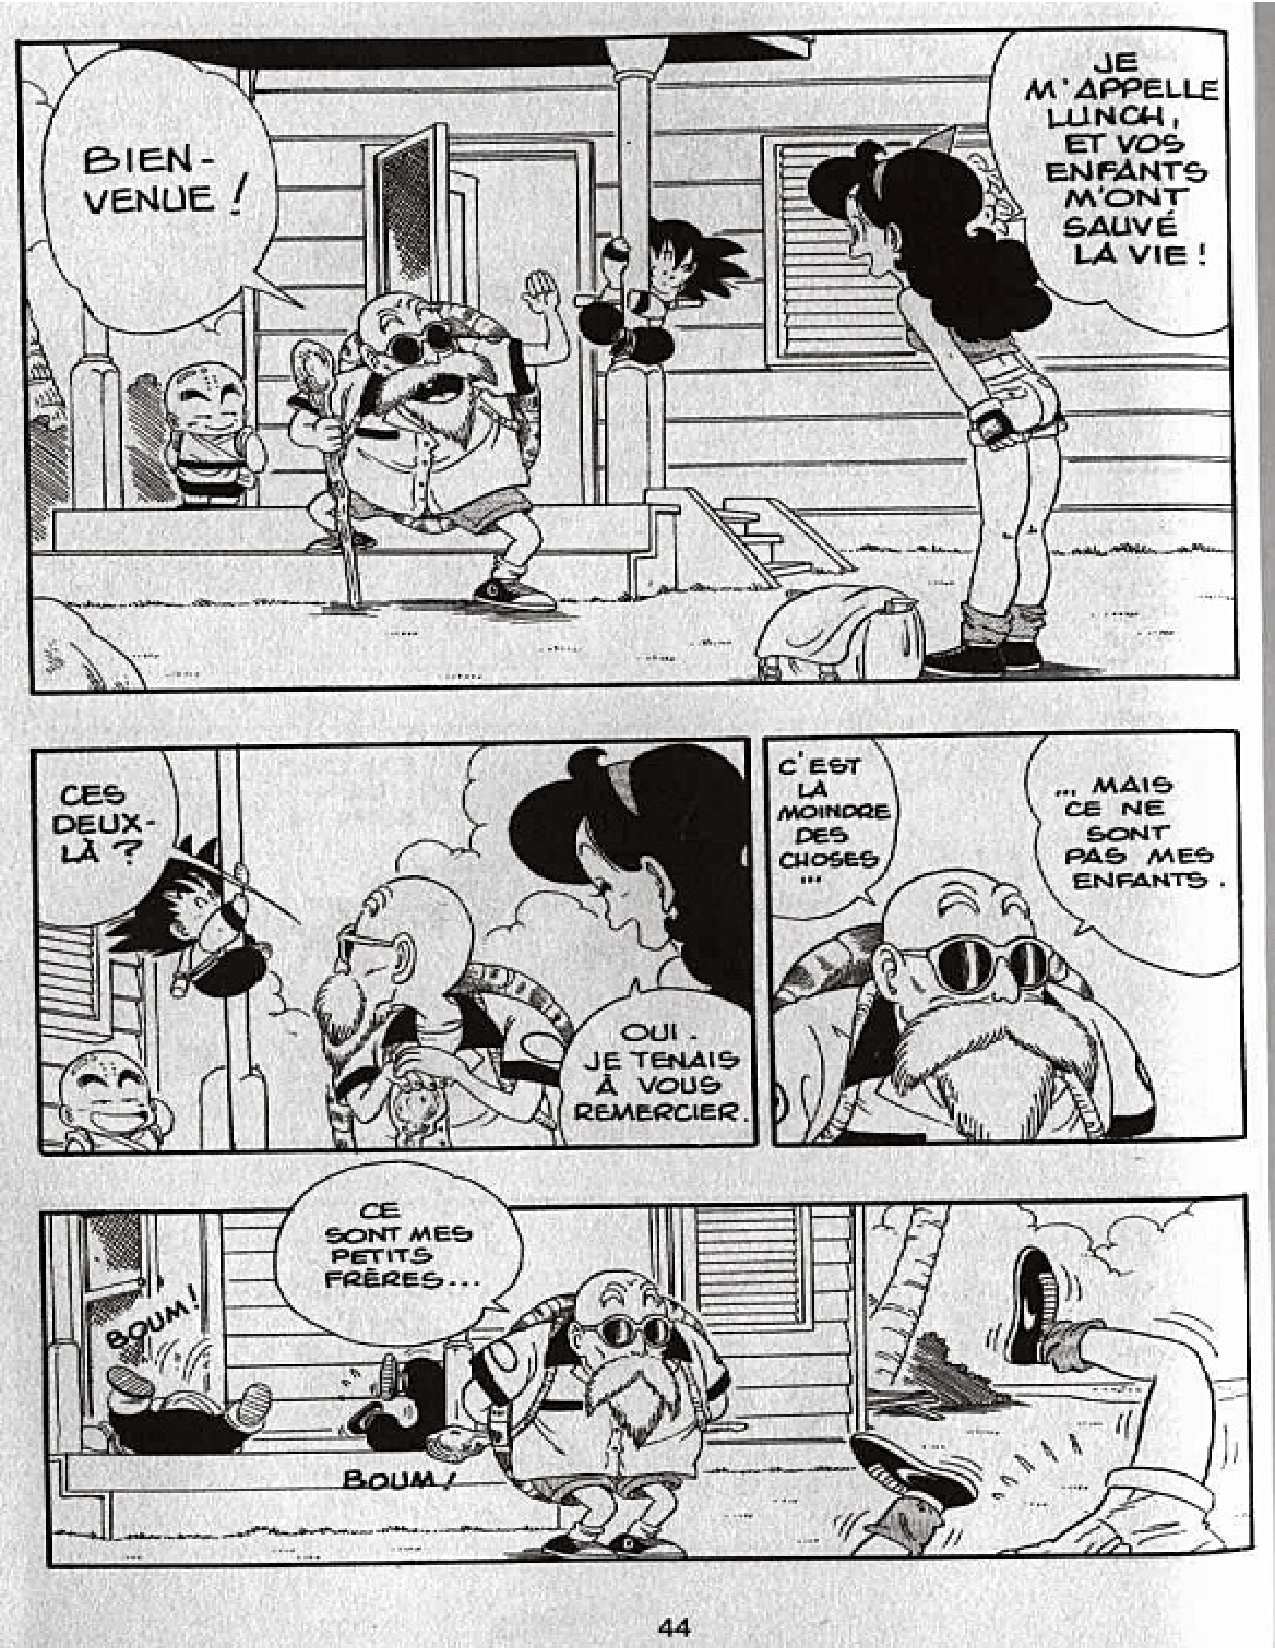 BIEN-
VENUE !
JE
M'APPELLE
LUNCH,
ET VOS
ENFANTS
M'ONT
SAUVÉ
LA VIE !
CES
DEUX-
LÀ ?
OUI.
JE TENAIS
À VOUS
REMERCIER.
C'EST
LA
MOINDRE
DES
CHOSES
...
... MAIS
CE NE
SONT
PAS MES
ENFANTS.
CE
SONT MES
PETITS
FRÈRES...
BOUM!
BOUM!
44